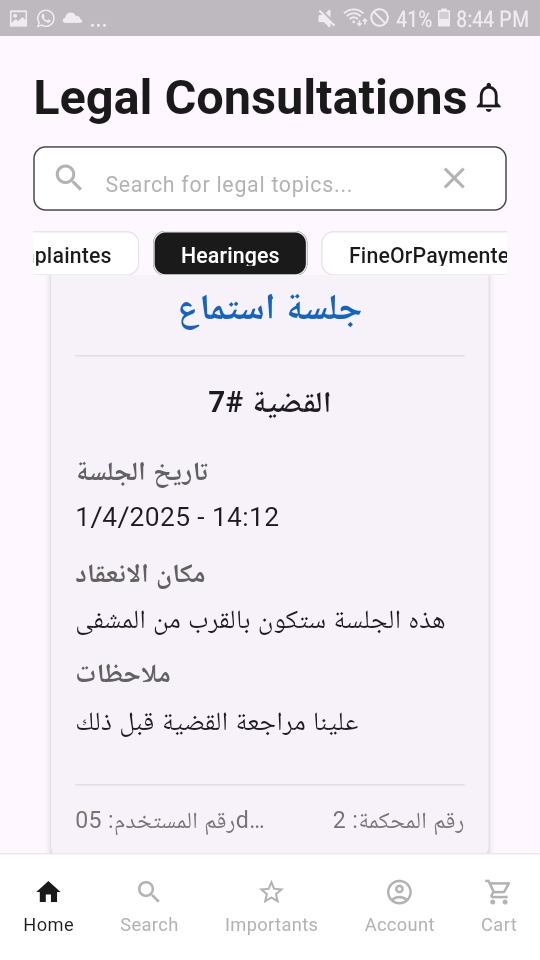 ... 41% 8:44 PM
Legal Consultations
Search for legal topics...
plaintes Hearinges FineOrPaymente
جلسة استماع
القضية #7
تاريخ الجلسة
1/4/2025 - 14:12
مكان الانعقاد
هذه الجلسة ستكون بالقرب من المشفى
ملاحظات
علينا مراجعة القضية قبل ذلك
رقم المحكمة: 2
رقم المستخدم: 05d...
Home Search Importants Account Cart